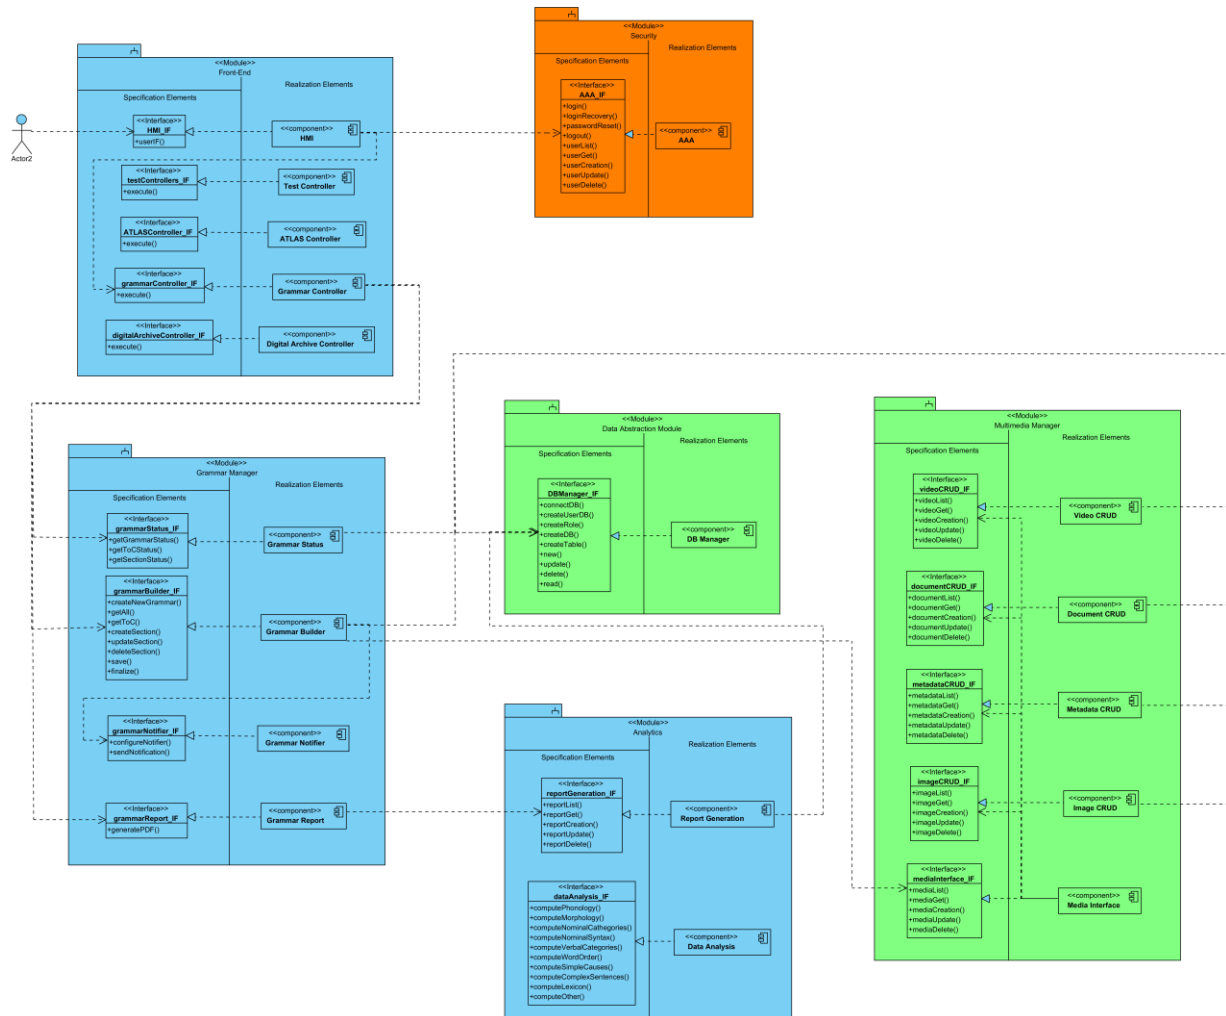 <<Module>>
Security
Specification Elements
Realization Elements
<<Interface>>
AAA_IF
+login()
+loginRecovery()
+passwordReset()
+logout()
+userList()
+userGet()
+userCreation()
+userUpdate()
+userDelete()
<<component>>
AAA
<<Module>>
Front-End
Specification Elements
Realization Elements
Actor2
<<Interface>>
HMI_IF
+userIF()
<<component>>
HMI
<<Interface>>
testControllers_IF
+execute()
<<component>>
Test Controller
<<Interface>>
ATLASController_IF
+execute()
<<component>>
ATLAS Controller
<<Interface>>
grammarController_IF
+execute()
<<component>>
Grammar Controller
<<Interface>>
digitalArchiveController_IF
+execute()
<<component>>
Digital Archive Controller
<<Module>>
Grammar Manager
Specification Elements
Realization Elements
<<Interface>>
grammarStatus_IF
+getGrammarStatus()
+getToCStatus()
+getSectionStatus()
<<component>>
Grammar Status
<<Interface>>
grammarBuilder_IF
+createNewGrammar()
+getAll()
+getToC()
+createSection()
+updateSection()
+deleteSection()
+save()
+finalize()
<<component>>
Grammar Builder
<<Interface>>
grammarNotifier_IF
+configureNotifier()
+sendNotification()
<<component>>
Grammar Notifier
<<Interface>>
grammarReport_IF
+generatePDF()
<<component>>
Grammar Report
<<Module>>
Data Abstraction Module
Specification Elements
Realization Elements
<<Interface>>
DBManager_IF
+connectDB()
+createUserDB()
+createRole()
+createDB()
+createTable()
+new()
+update()
+delete()
+read()
<<component>>
DB Manager
<<Module>>
Analytics
Specification Elements
Realization Elements
<<Interface>>
reportGeneration_IF
+reportList()
+reportGet()
+reportCreation()
+reportUpdate()
+reportDelete()
<<component>>
Report Generation
<<Interface>>
dataAnalysis_IF
+computePhonology()
+computeMorphology()
+computeNominalCathegories()
+computeNominalSyntax()
+computeVerbalCategories()
+computeWordOrder()
+computeSimpleCauses()
+computeComplexSentences()
+computeLexicon()
+computeOther()
<<component>>
Data Analysis
<<Module>>
Multimedia Manager
Specification Elements
Realization Elements
<<Interface>>
videoCRUD_IF
+videoList()
+videoGet()
+videoCreation()
+videoUpdate()
+videoDelete()
<<component>>
Video CRUD
<<Interface>>
documentCRUD_IF
+documentList()
+documentGet()
+documentCreation()
+documentUpdate()
+documentDelete()
<<component>>
Document CRUD
<<Interface>>
metadataCRUD_IF
+metadataList()
+metadataGet()
+metadataCreation()
+metadataUpdate()
+metadataDelete()
<<component>>
Metadata CRUD
<<Interface>>
imageCRUD_IF
+imageList()
+imageGet()
+imageCreation()
+imageUpdate()
+imageDelete()
<<component>>
Image CRUD
<<Interface>>
mediaInterface_IF
+mediaList()
+mediaGet()
+mediaCreation()
+mediaUpdate()
+mediaDelete()
<<component>>
Media Interface